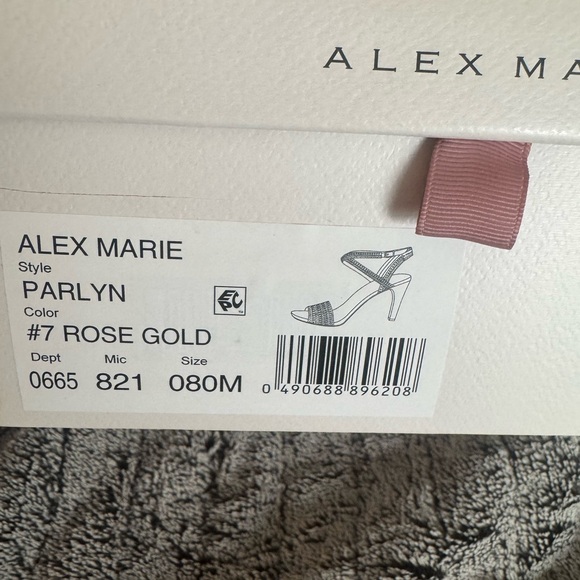 ALEX MA
ALEX MARIE
Style
PARLYN
Color
#7 ROSE GOLD
Dept Mic Size
0665 821 080M
EPC
0 490688 896208